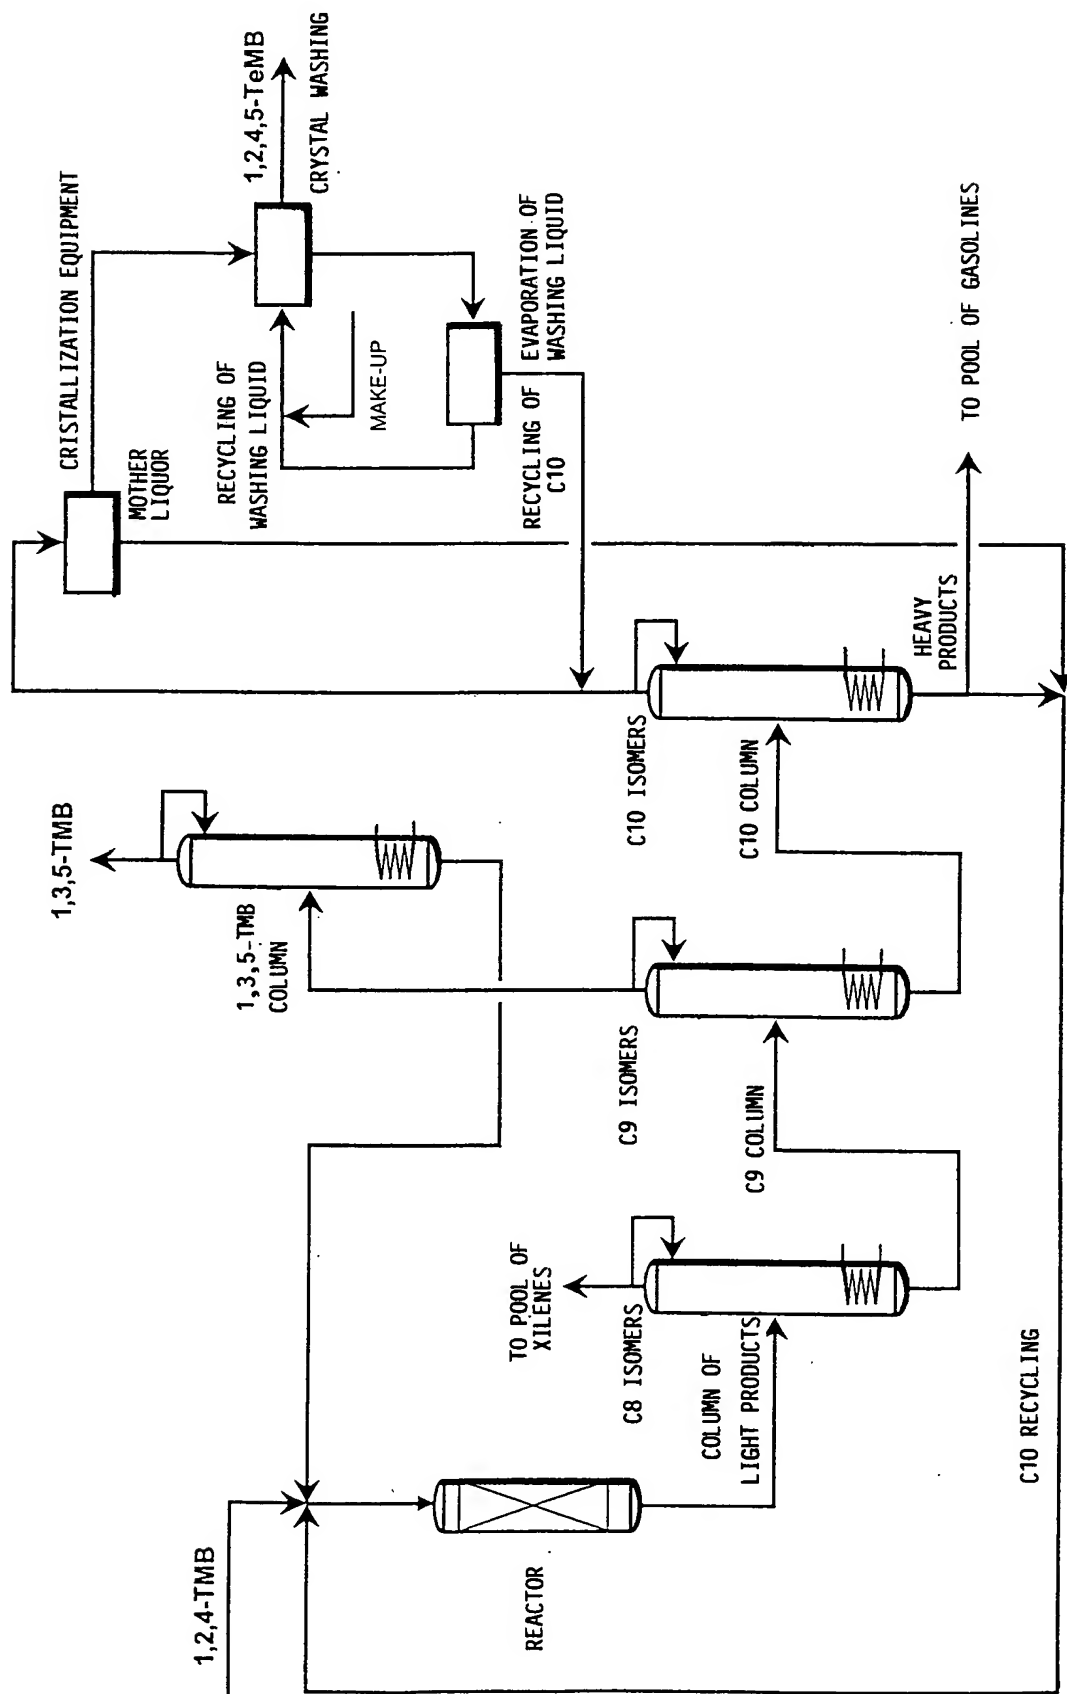 1,2,4-TMB
REACTOR
COLUMN OF
LIGHT PRODUCTS
C8 ISOMERS
TO POOL OF
XILENES
C9 COLUMN
C9 ISOMERS
1,3,5-TMB
COLUMN
1,3,5-TMB
C10 COLUMN
C10 ISOMERS
HEAVY
PRODUCTS
TO POOL OF GASOLINES
C10 RECYCLING
MOTHER
LIQUOR
CRISTALLIZATION EQUIPMENT
RECYCLING OF
WASHING LIQUID
MAKE-UP
RECYCLING OF
C10
EVAPORATION OF
WASHING LIQUID
1,2,4,5-TeMB
CRYSTAL WASHING